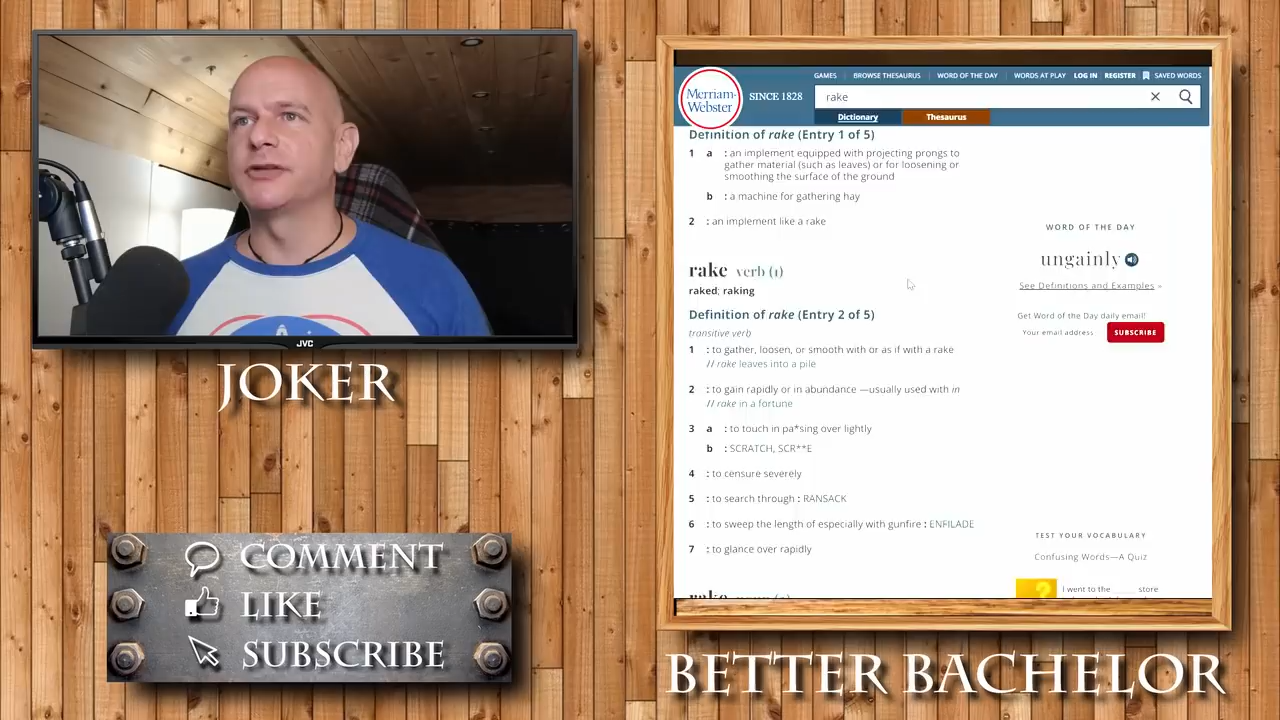 JVC
JOKER
COMMENT
LIKE
SUBSCRIBE
Merriam-
Webster
SINCE 1828
GAMES
BROWSE THESAURUS
WORD OF THE DAY
WORDS AT PLAY
LOG IN
REGISTER
SAVED WORDS
rake
Dictionary
Thesaurus
Definition of rake (Entry 1 of 5)
1 a : an implement equipped with projecting prongs to
gather material (such as leaves) or for loosening or
smoothing the surface of the ground
b : a machine for gathering hay
2 : an implement like a rake
rake verb (1)
raked; raking
Definition of rake (Entry 2 of 5)
transitive verb
1 : to gather, loosen, or smooth with or as if with a rake
// rake leaves into a pile
2 : to gain rapidly or in abundance —usually used with in
// rake in a fortune
3 a : to touch in pa*sing over lightly
b : SCRATCH, SCR**E
4 : to censure severely
5 : to search through : RANSACK
6 : to sweep the length of especially with gunfire : ENFILADE
7 : to glance over rapidly
WORD OF THE DAY
ungainly
See Definitions and Examples »
Get Word of the Day daily email!
Your email address
SUBSCRIBE
TEST YOUR VOCABULARY
Confusing Words—A Quiz
I went to the ____ store
BETTER BACHELOR